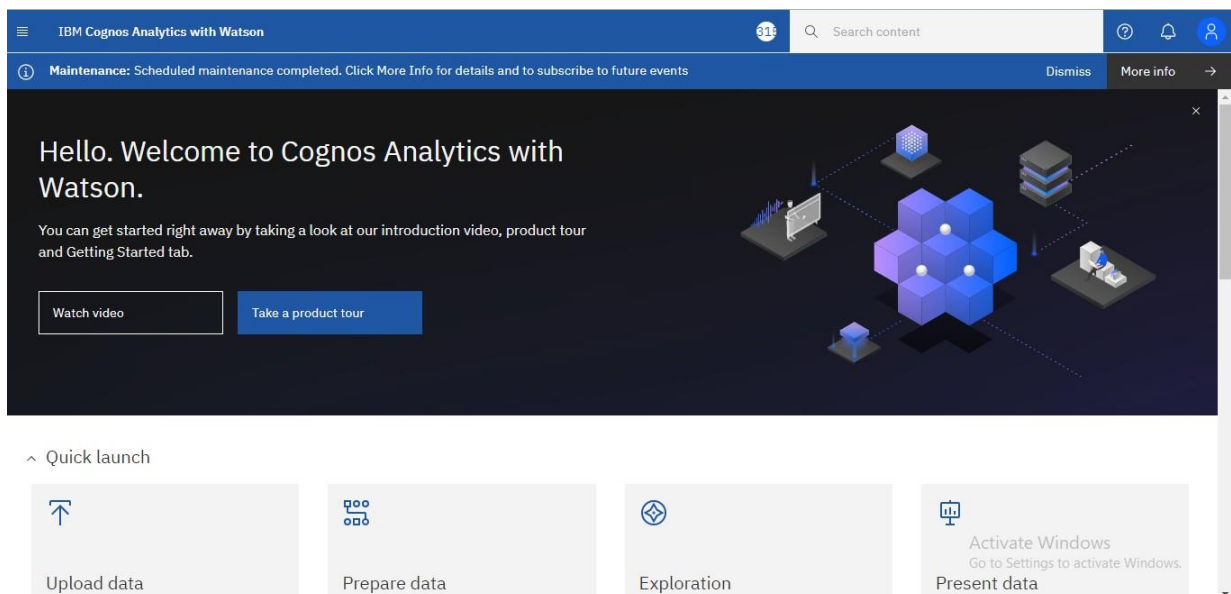 IBM Cognos Analytics with Watson
Search content
Maintenance: Scheduled maintenance completed. Click More Info for details and to subscribe to future events
Dismiss
More info
Hello. Welcome to Cognos Analytics with
Watson.
You can get started right away by taking a look at our introduction video, product tour
and Getting Started tab.
Watch video
Take a product tour
Quick launch
Upload data
Prepare data
Exploration
Present data
Activate Windows
Go to Settings to activate Windows.